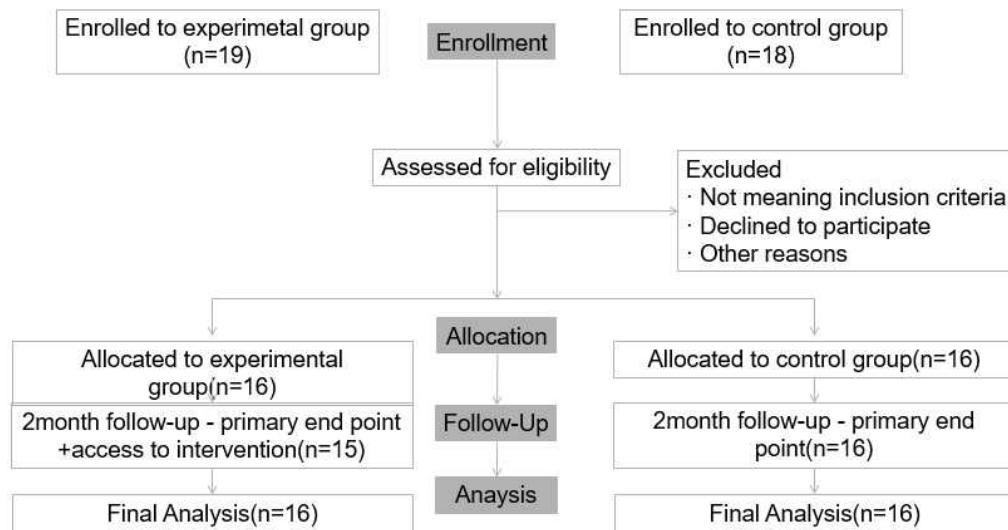 Enrolled to experimetal group
(n=19)
Enrollment
Enrolled to control group
(n=18)
Assessed for eligibility
Excluded
· Not meaning inclusion criteria
· Declined to participate
· Other reasons
Allocation
Allocated to experimental
group(n=16)
Allocated to control group(n=16)
2month follow-up - primary end point
+access to intervention(n=15)
Follow-Up
2month follow-up - primary end
point(n=16)
Anaysis
Final Analysis(n=16)
Final Analysis(n=16)